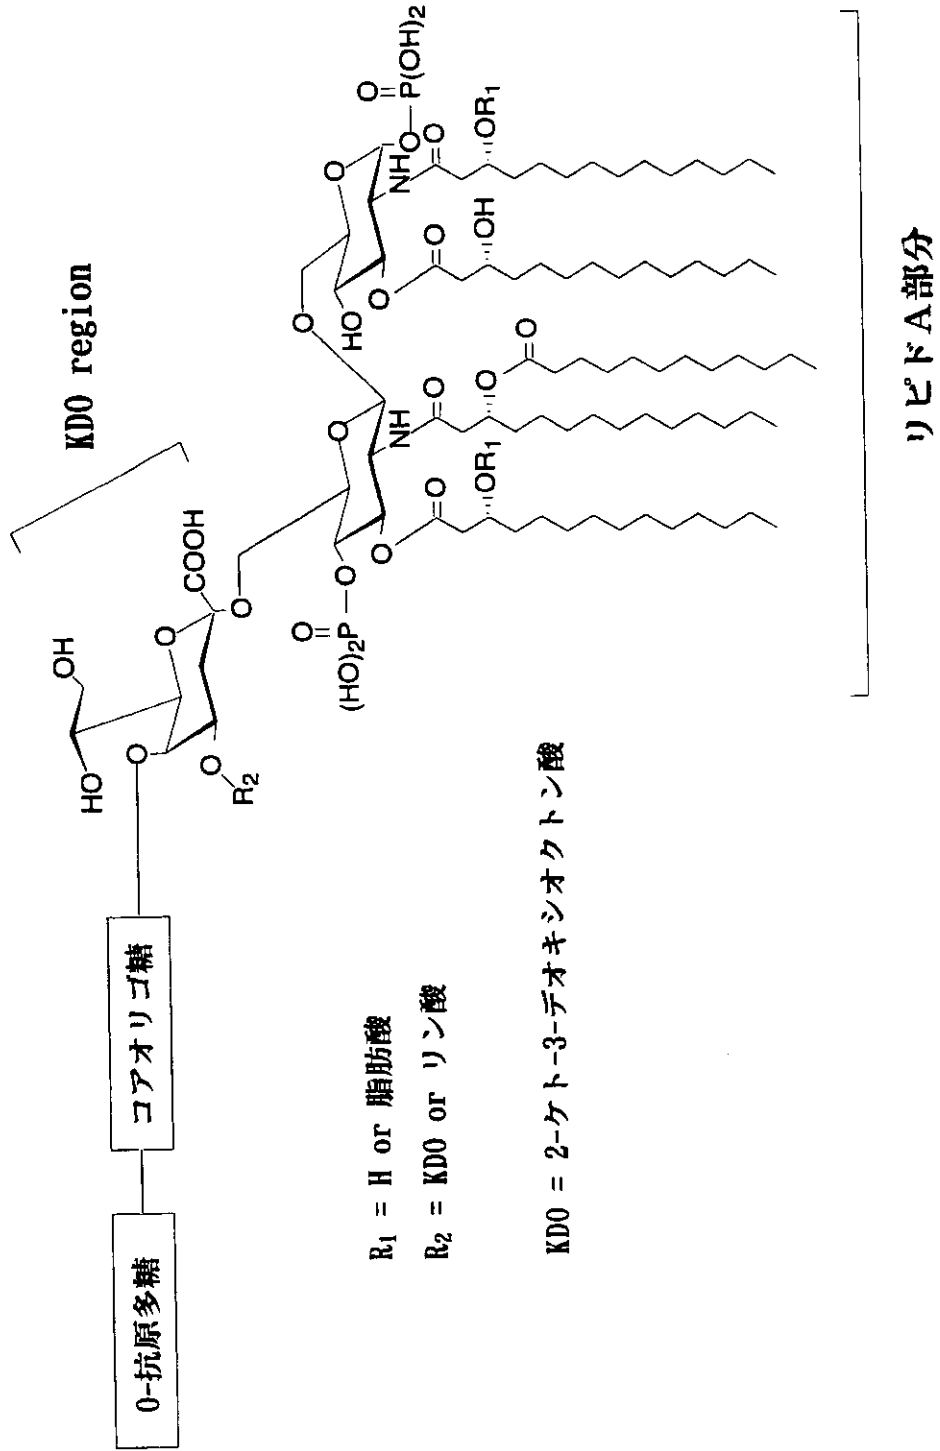 KDO region
O-抗原多糖
コアオリゴ糖
HO
OH
O
O
O
R2
COOH
O
O
(HO)2P
O
O
O
O
NH
O
HO
O
O
NH
O
O
P(OH)2
O
O
O
O
O
OR1
O
O
OH
OR1
R1 = H or 脂肪酸
R2 = KDO or リン酸
KDO = 2-ケト-3-デオキシオクトン酸
リピドA部分